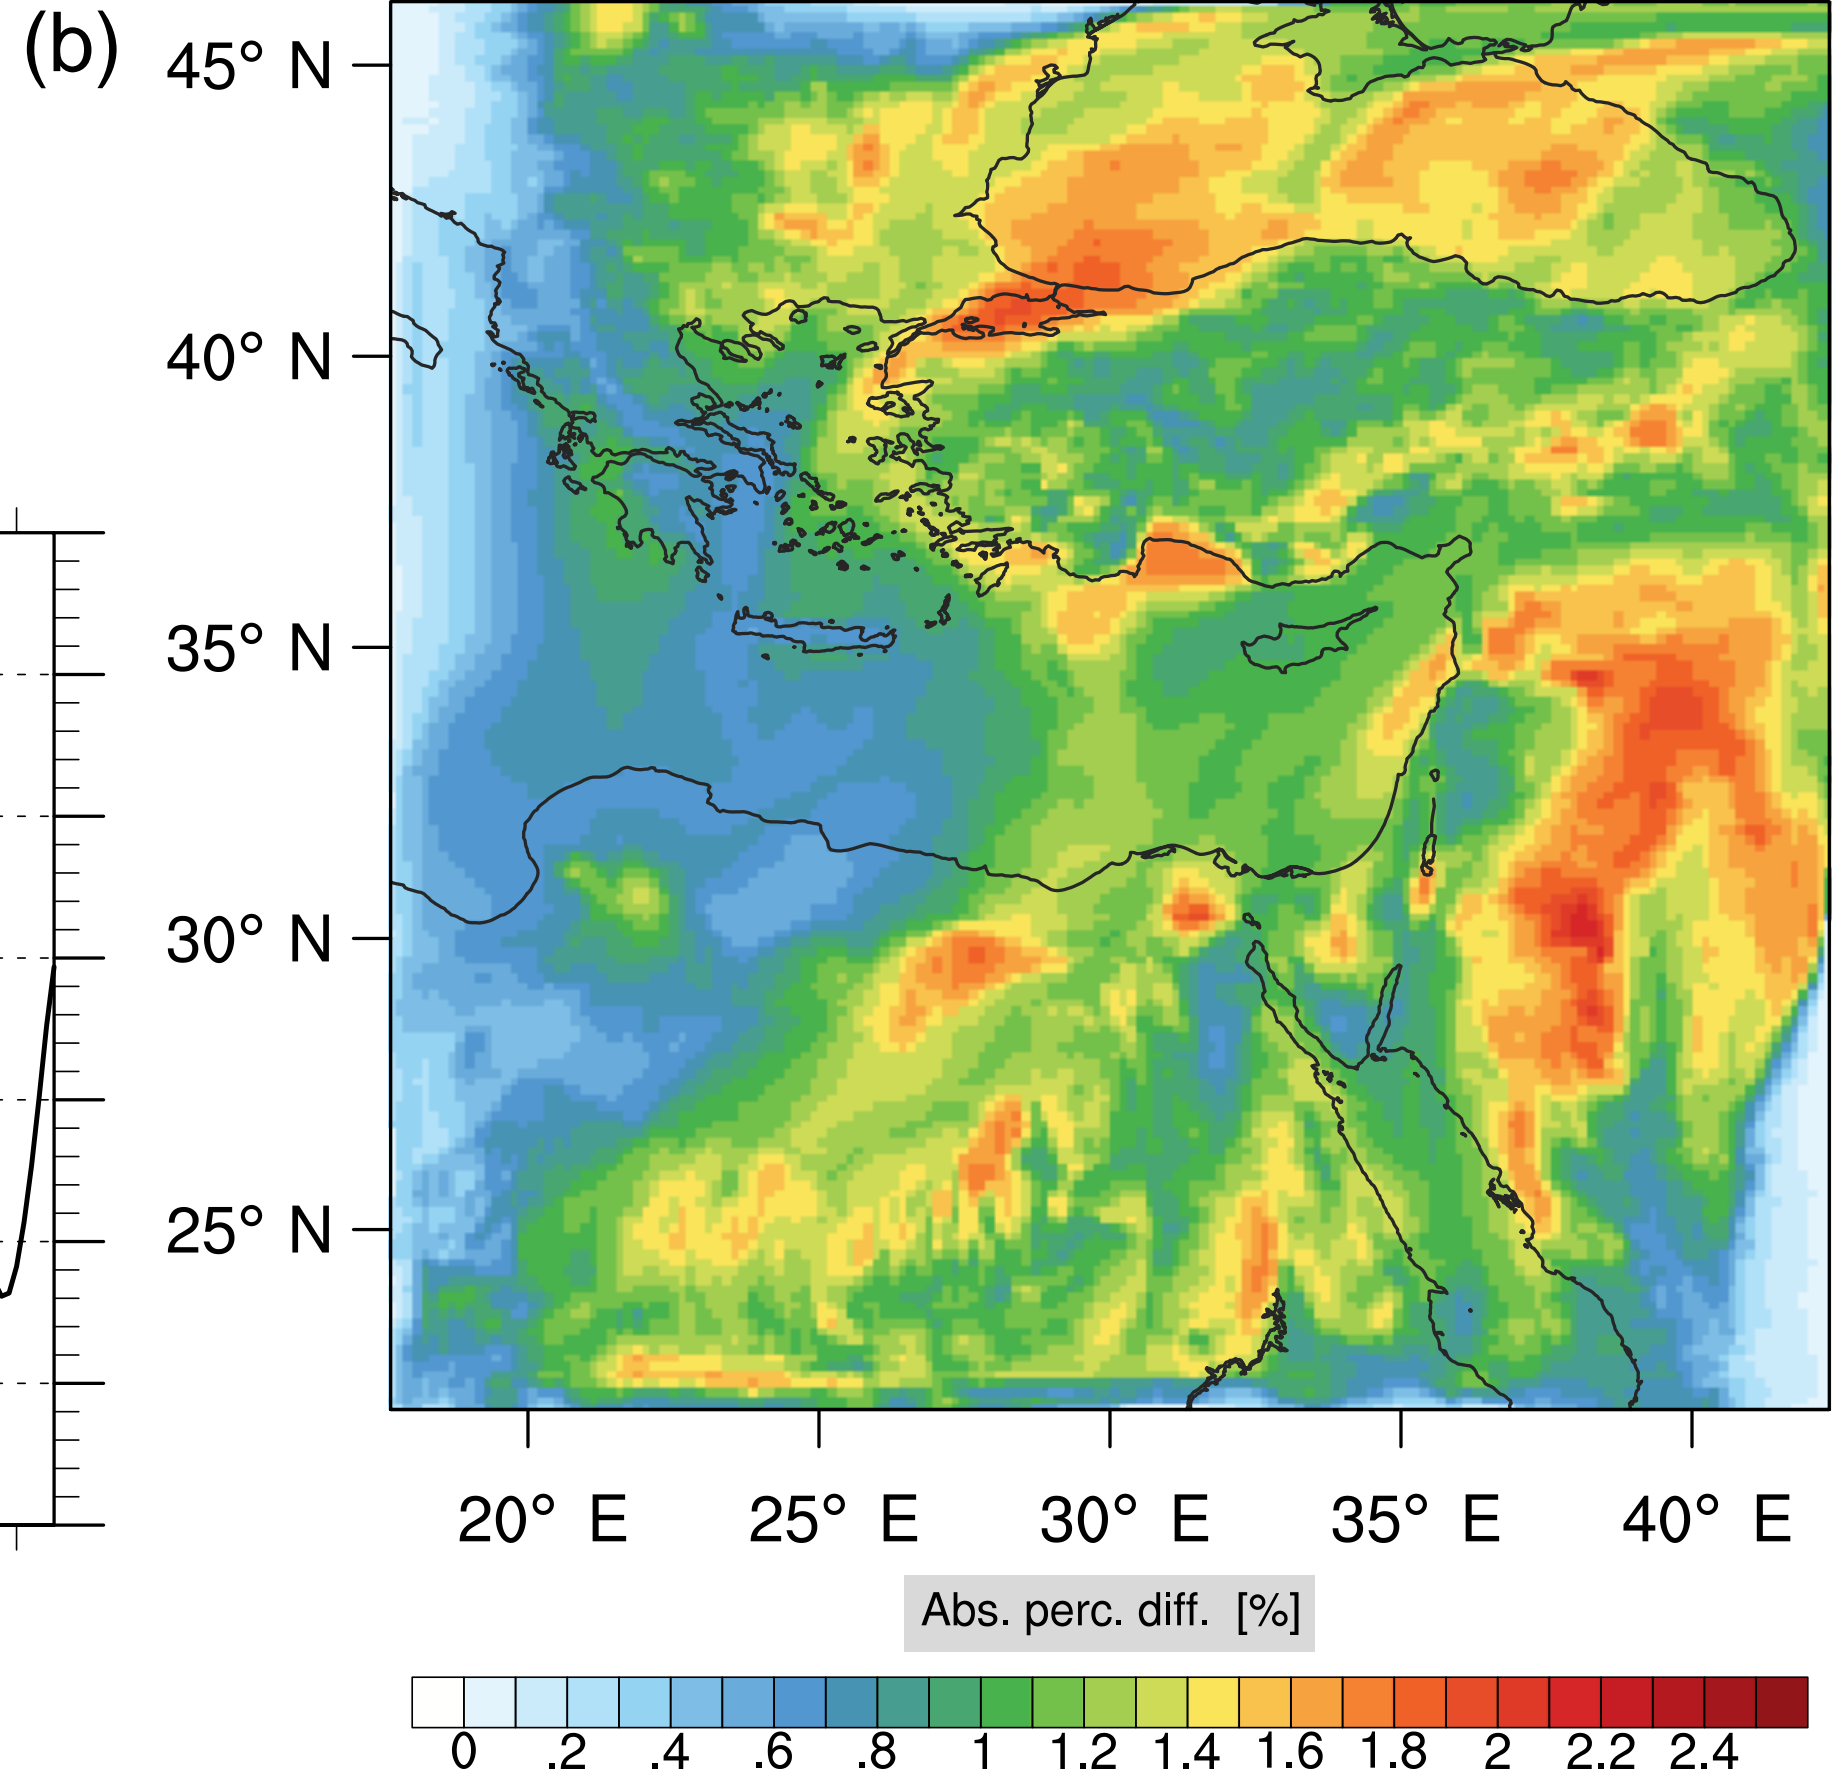 (b)
45° N
40° N
35° N
30° N
25° N
20° E 25° E 30° E 35° E 40° E
Abs. perc. diff. [%]
0 .2 .4 .6 .8 1 1.2 1.4 1.6 1.8 2 2.2 2.4